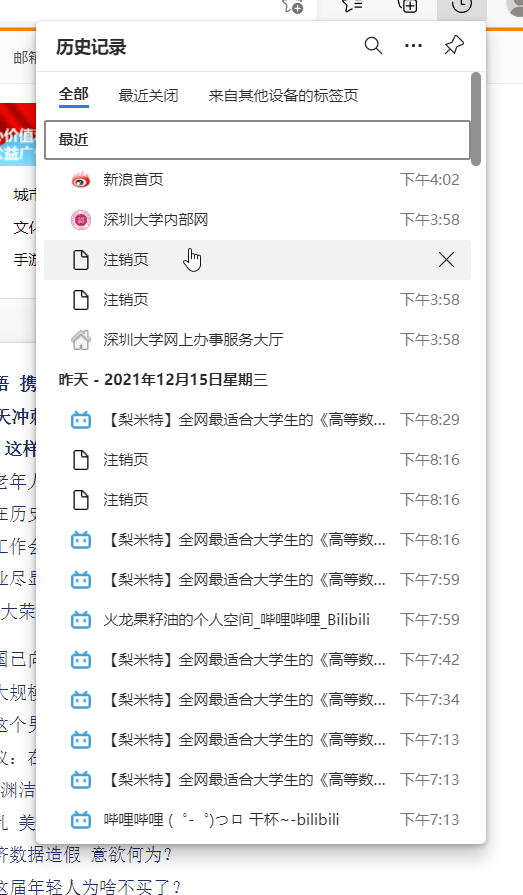 历史记录
邮箱
全部 最近关闭 来自其他设备的标签页
心价值
公益广
最近
新浪首页 下午4:02
城市
深圳大学内部网 下午3:58
文化
注销页
手游
注销页 下午3:58
深圳大学网上办事服务大厅 下午3:58
昨天 - 2021年12月15日星期三
语 携
天冲刺
【梨米特】全网最适合大学生的《高等数... 下午8:29
这样
注销页 下午8:16
老年人
注销页 下午8:16
在历史
【梨米特】全网最适合大学生的《高等数... 下午8:16
工作会
【梨米特】全网最适合大学生的《高等数... 下午7:59
业尽显
火龙果籽油的个人空间_哔哩哔哩_Bilibili 下午7:59
大荣
【梨米特】全网最适合大学生的《高等数... 下午7:42
国已向
【梨米特】全网最适合大学生的《高等数... 下午7:34
大规模
【梨米特】全网最适合大学生的《高等数... 下午7:13
这个男
议：在
【梨米特】全网最适合大学生的《高等数... 下午7:13
渊洁
哔哩哔哩 (゜-゜)つロ 干杯~-bilibili 下午7:13
礼 美
济数据造假 意欲何为?
这届年轻人为啥不买了?